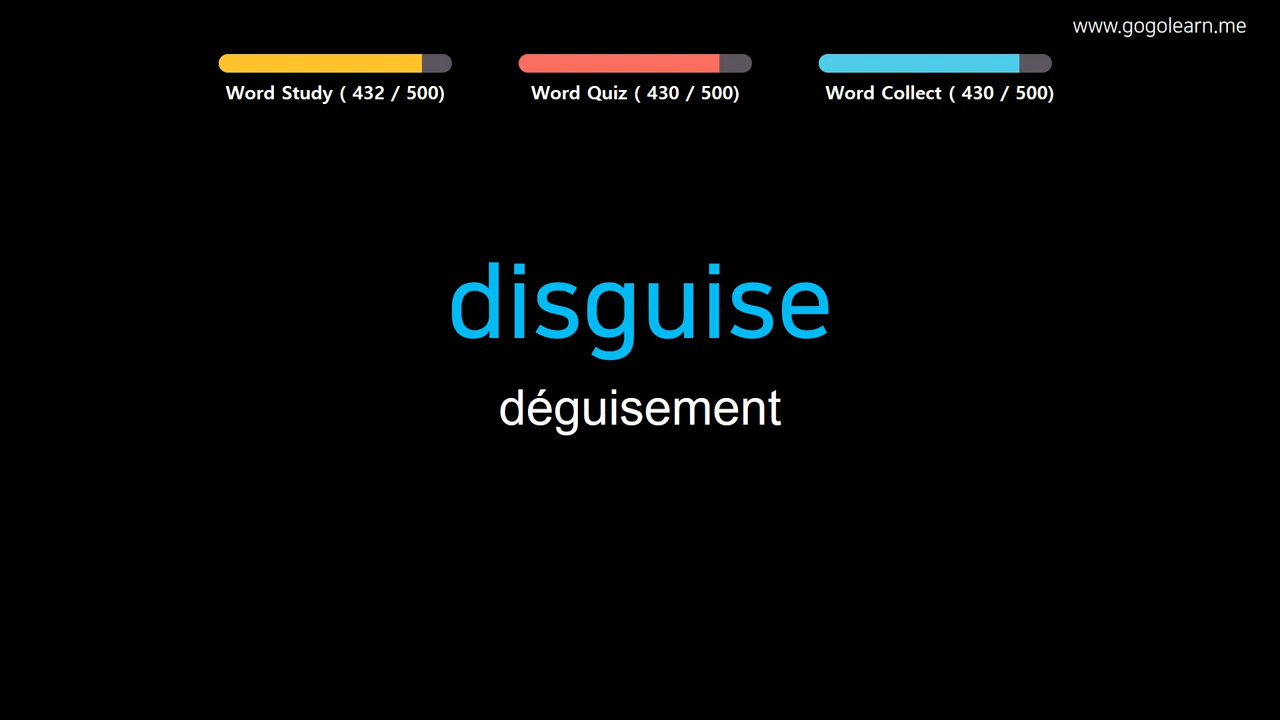 www.gogolearn.me
Word Study ( 432 / 500)
Word Quiz ( 430 / 500)
Word Collect ( 430 / 500)
disguise
déguisement